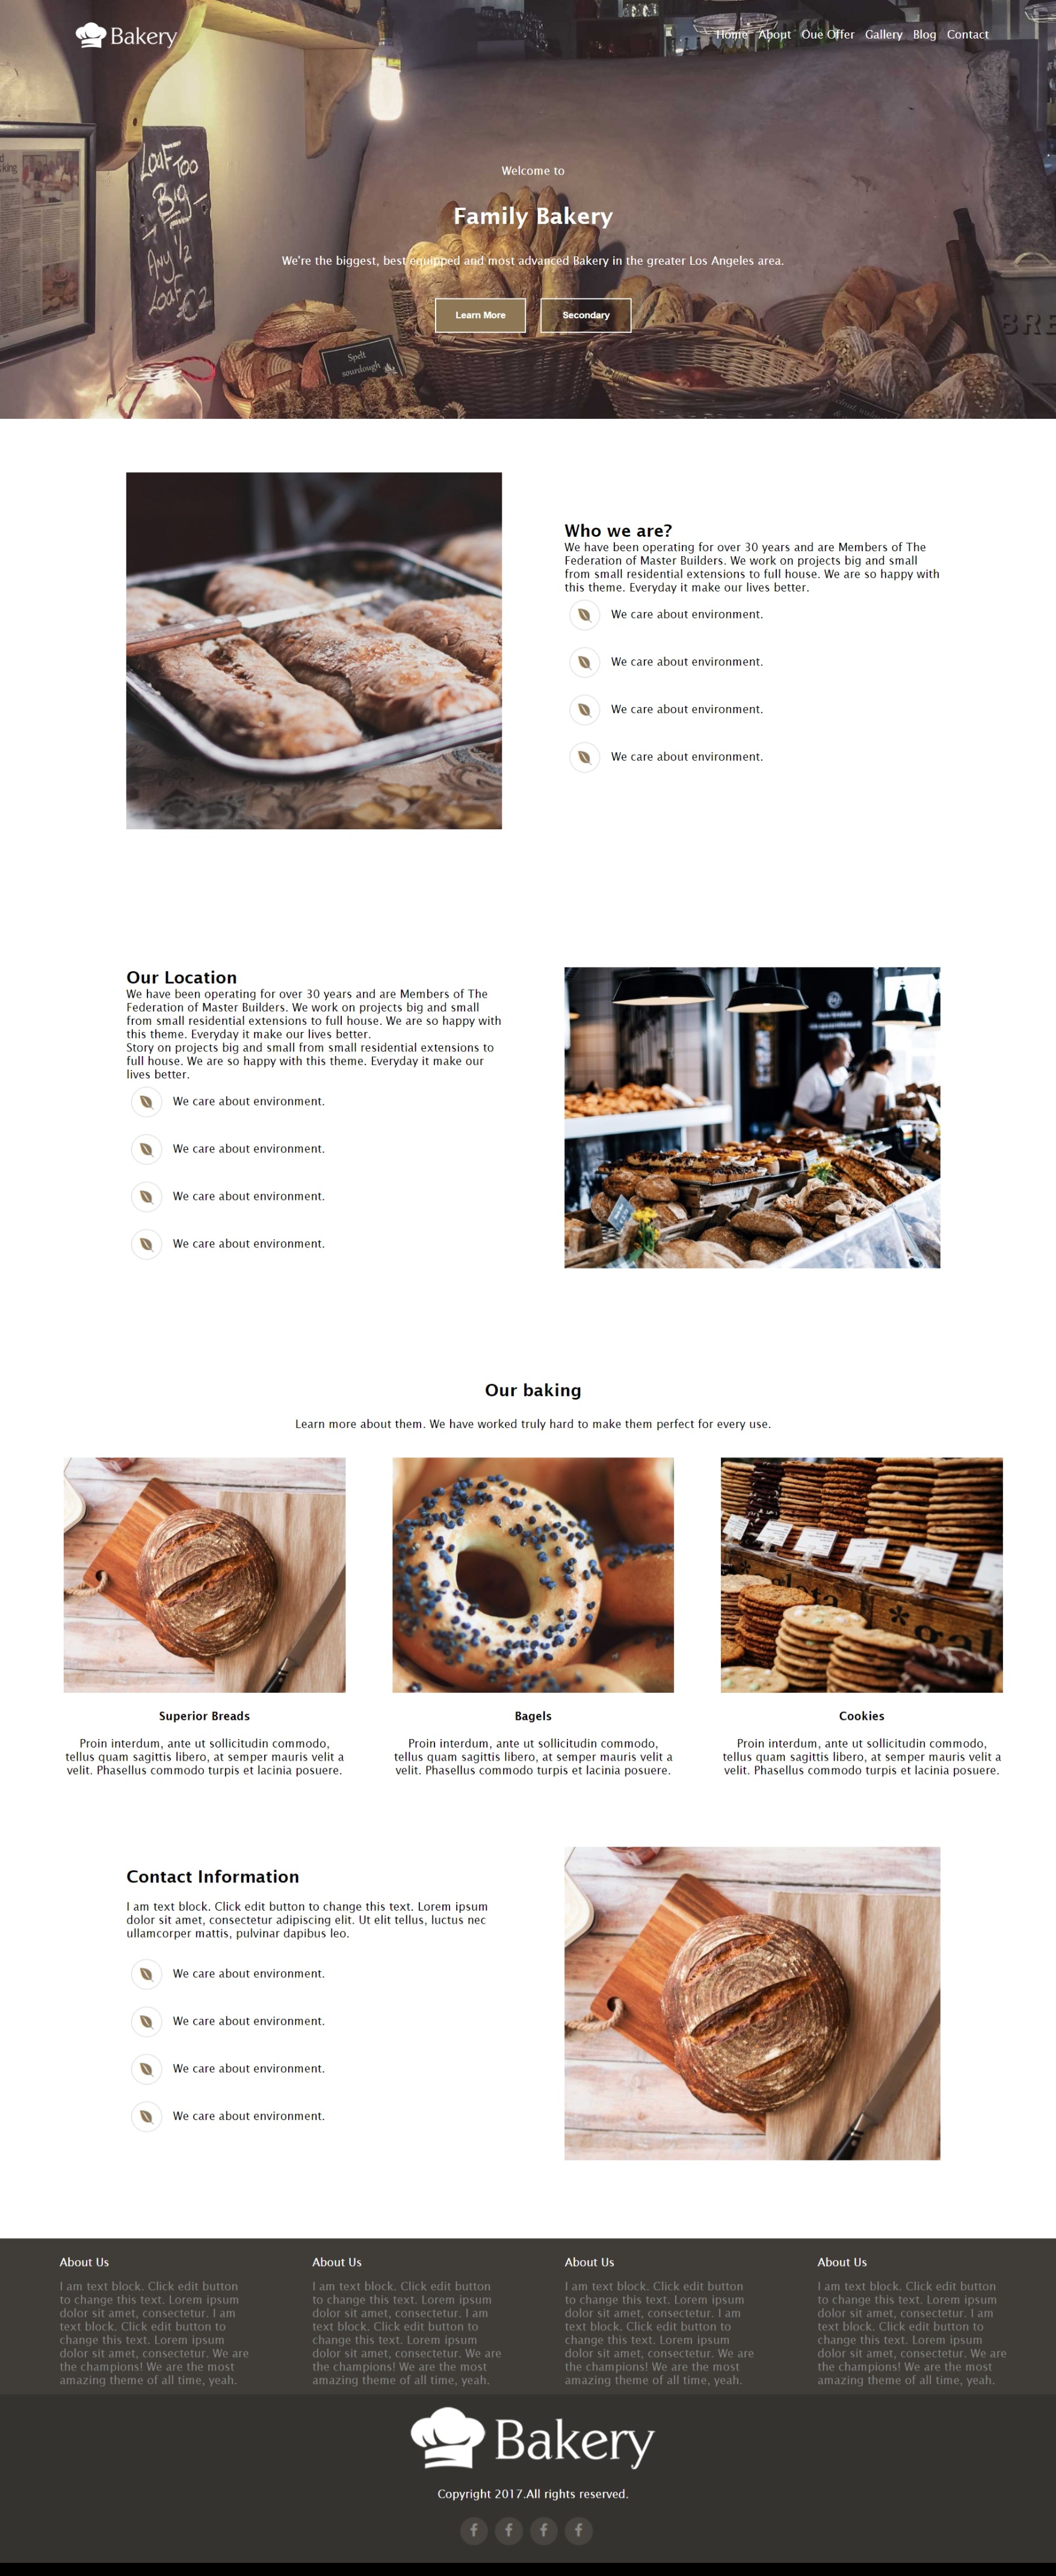 Bakery
Home About Oue Offer Gallery Blog Contact
king
LOAF TOO
BIG
ANY 1/2
LOAF
Welcome to
Family Bakery
We're the biggest, best equipped and most advanced Bakery in the greater Los Angeles area.
Learn More
Secondary
BRE
Spelt
sourdough
Who we are?
We have been operating for over 30 years and are Members of The
Federation of Master Builders. We work on projects big and small
from small residential extensions to full house. We are so happy with
this theme. Everyday it make our lives better.
We care about environment.
We care about environment.
We care about environment.
We care about environment.
Our Location
We have been operating for over 30 years and are Members of The
Federation of Master Builders. We work on projects big and small
from small residential extensions to full house. We are so happy with
this theme. Everyday it make our lives better.
Story on projects big and small from small residential extensions to
full house. We are so happy with this theme. Everyday it make our
lives better.
We care about environment.
We care about environment.
We care about environment.
We care about environment.
Our baking
Learn more about them. We have worked truly hard to make them perfect for every use.
Superior Breads
Proin interdum, ante ut sollicitudin commodo,
tellus quam sagittis libero, at semper mauris velit a
velit. Phasellus commodo turpis et lacinia posuere.
Bagels
Proin interdum, ante ut sollicitudin commodo,
tellus quam sagittis libero, at semper mauris velit a
velit. Phasellus commodo turpis et lacinia posuere.
gal
Cookies
Proin interdum, ante ut sollicitudin commodo,
tellus quam sagittis libero, at semper mauris velit a
velit. Phasellus commodo turpis et lacinia posuere.
Contact Information
I am text block. Click edit button to change this text. Lorem ipsum
dolor sit amet, consectetur adipiscing elit. Ut elit tellus, luctus nec
ullamcorper mattis, pulvinar dapibus leo.
We care about environment.
We care about environment.
We care about environment.
We care about environment.
About Us
I am text block. Click edit button
to change this text. Lorem ipsum
dolor sit amet, consectetur. I am
text block. Click edit button to
change this text. Lorem ipsum
dolor sit amet, consectetur. We are
the champions! We are the most
amazing theme of all time, yeah.
About Us
I am text block. Click edit button
to change this text. Lorem ipsum
dolor sit amet, consectetur. I am
text block. Click edit button to
change this text. Lorem ipsum
dolor sit amet, consectetur. We are
the champions! We are the most
amazing theme of all time, yeah.
About Us
I am text block. Click edit button
to change this text. Lorem ipsum
dolor sit amet, consectetur. I am
text block. Click edit button to
change this text. Lorem ipsum
dolor sit amet, consectetur. We are
the champions! We are the most
amazing theme of all time, yeah.
About Us
I am text block. Click edit button
to change this text. Lorem ipsum
dolor sit amet, consectetur. I am
text block. Click edit button to
change this text. Lorem ipsum
dolor sit amet, consectetur. We are
the champions! We are the most
amazing theme of all time, yeah.
Bakery
Copyright 2017.All rights reserved.